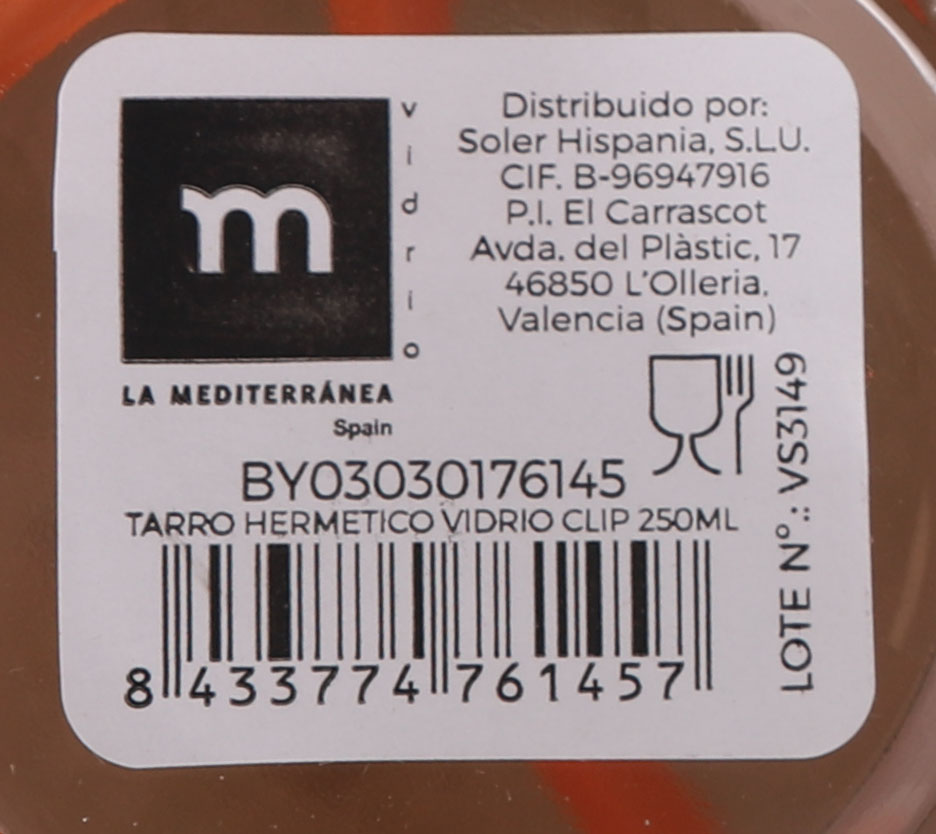 m
vidrio
LA MEDITERRÁNEA
Spain
Distribuido por:
Soler Hispania, S.L.U.
CIF. B-96947916
P.I. El Carrascot
Avda. del Plàstic, 17
46850 L'Olleria,
Valencia (Spain)
LOTE Nº.: VS3149
BY03030176145
TARRO HERMETICO VIDRIO CLIP 250ML
8 433774 761457